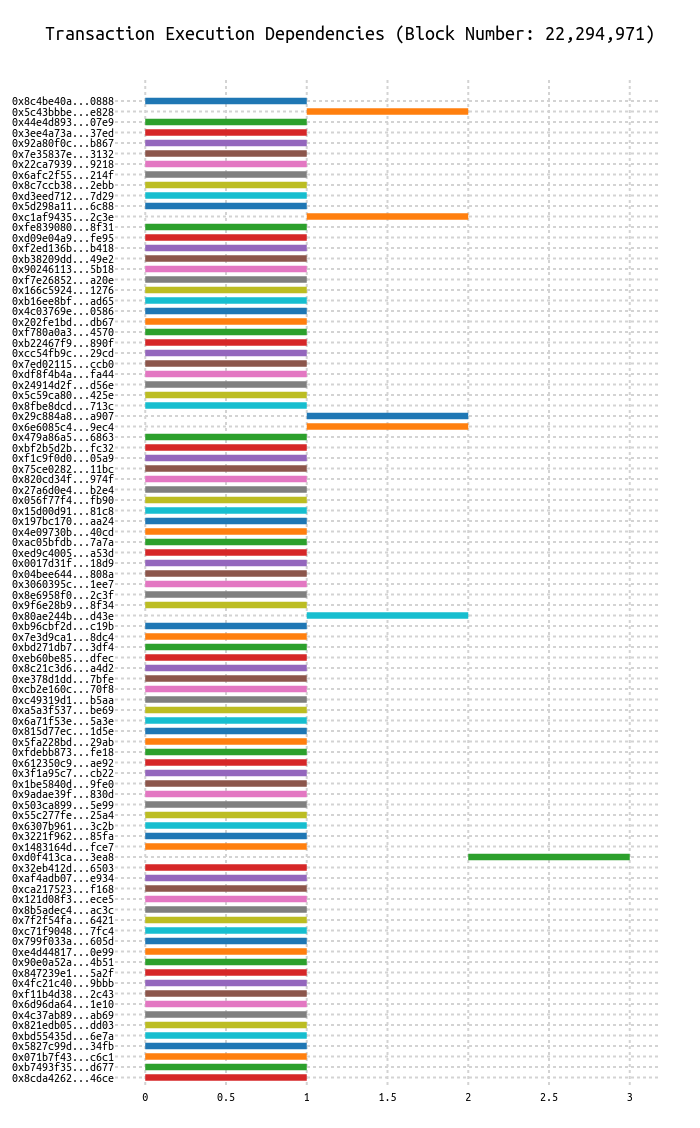 Transaction Execution Dependencies (Block Number: 22,294,971)
0x8c4be40a...0888
0x5c43bbbe...e828
0x44e4d893...07e9
0x3ee4a73a...37ed
0x92a80f0c...b867
0x7e35837e...3132
0x22ca7939...9218
0x6afc2f55...214f
0x8c7ccb38...2ebb
0xd3eed712...7d29
0x5d298a11...6c88
0xc1af9435...2c3e
0xfe839080...8f31
0xd09e04a9...fe95
0xf2ed136b...b418
0xb38209dd...49e2
0x90246113...5b18
0xf7e26852...a20e
0x166c5924...1276
0xb16ee8bf...ad65
0x4c03769e...0586
0x202fe1bd...db67
0xf780a0a3...4570
0xb22467f9...890f
0xcc54fb9c...29cd
0x7ed02115...ccb0
0xdf8f4b4a...fa44
0x24914d2f...d56e
0x5c59ca80...425e
0x8fbe8dcd...713c
0x29c884a8...a907
0x6e6085c4...9ec4
0x479a86a5...6863
0xbf2b5d2b...fc32
0xf1c9f0d0...05a9
0x75ce0282...11bc
0x820cd34f...974f
0x27a6d0e4...b2e4
0x056f77f4...fb90
0x15d00d91...81c8
0x197bc170...aa24
0x4e09730b...40cd
0xac05bfdb...7a7a
0xed9c4005...a53d
0x0017d31f...18d9
0x04bee644...808a
0x3060395c...1ee7
0x8e6958f0...2c3f
0x9f6e28b9...8f34
0x80ae244b...d43e
0xb96cbf2d...c19b
0x7e3d9ca1...8dc4
0xbd271db7...3df4
0xeb60be85...dfec
0x8c21c3d6...a4d2
0xe378d1dd...7bfe
0xcb2e160c...70f8
0xc49319d1...b5aa
0xa5a3f537...be69
0x6a71f53e...5a3e
0x815d77ec...1d5e
0x5fa228bd...29ab
0xfdebb873...fe18
0x612350c9...ae92
0x3f1a95c7...cb22
0x1be5840d...9fe0
0x9adae39f...830d
0x503ca899...5e99
0x55c277fe...25a4
0x6307b961...3c2b
0x3221f962...85fa
0x1483164d...fce7
0xd0f413ca...3ea8
0x32eb412d...6503
0xaf4adb07...e934
0xca217523...f168
0x121d08f3...ece5
0x8b5adec4...ac3c
0x7f2f54fa...6421
0xc71f9048...7fc4
0x799f033a...605d
0xe4d44817...0e99
0x90e0a52a...4b51
0x847239e1...5a2f
0x4fc21c40...9bbb
0xf11b4d38...2c43
0x6d96da64...1e10
0x4c37ab89...ab69
0x821edb05...dd03
0xbd55435d...6e7a
0x5827c99d...34fb
0x071b7f43...c6c1
0xb7493f35...d677
0x8cda4262...46ce
0 0.5 1 1.5 2 2.5 3